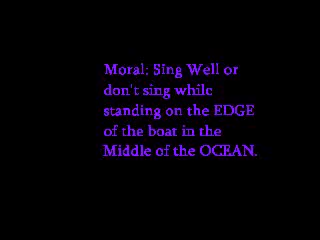 Moral: Sing Well or
don't sing while
standing on the EDGE
of the boat in the
Middle of the OCEAN.